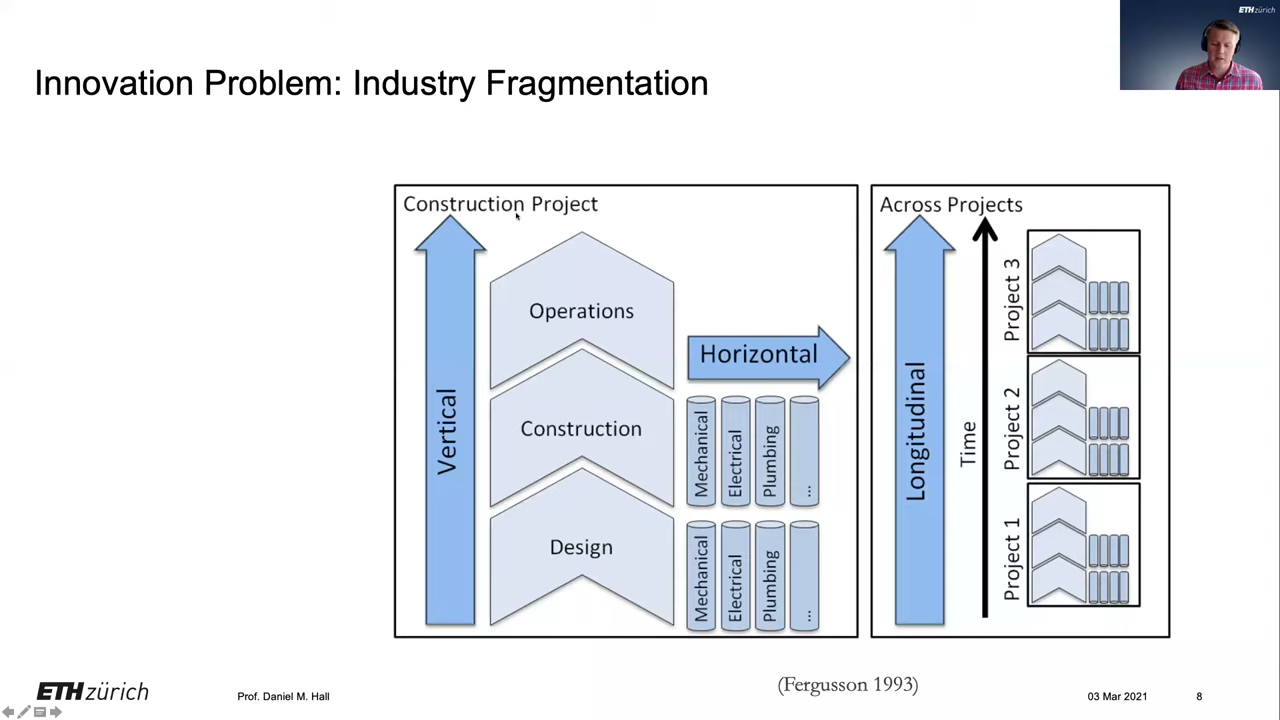 ETH zürich
Innovation Problem: Industry Fragmentation
Construction Project
Vertical
Operations
Construction
Design
Horizontal
Mechanical
Electrical
Plumbing
...
Mechanical
Electrical
Plumbing
...
Across Projects
Longitudinal
Time
Project 3
Project 2
Project 1
(Fergusson 1993)
ETH zürich
Prof. Daniel M. Hall
03 Mar 2021
8